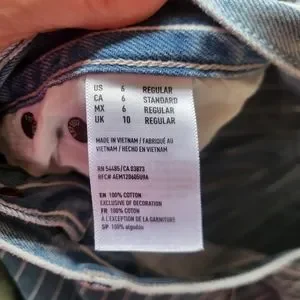 US 6 REGULAR
CA 6 STANDARD
MX 6 REGULAR
UK 10 REGULAR
MADE IN VIETNAM / FABRIQUÉ AU
VIETNAM / HECHO EN VIETNAM
RN 54485/CA 03873
RFC# AEM1206050U9A
EN 100% COTTON
EXCLUSIVE OF DECORATION
FR 100% COTON
À L'EXCEPTION DE LA GARNITURE
SP 100% algodón